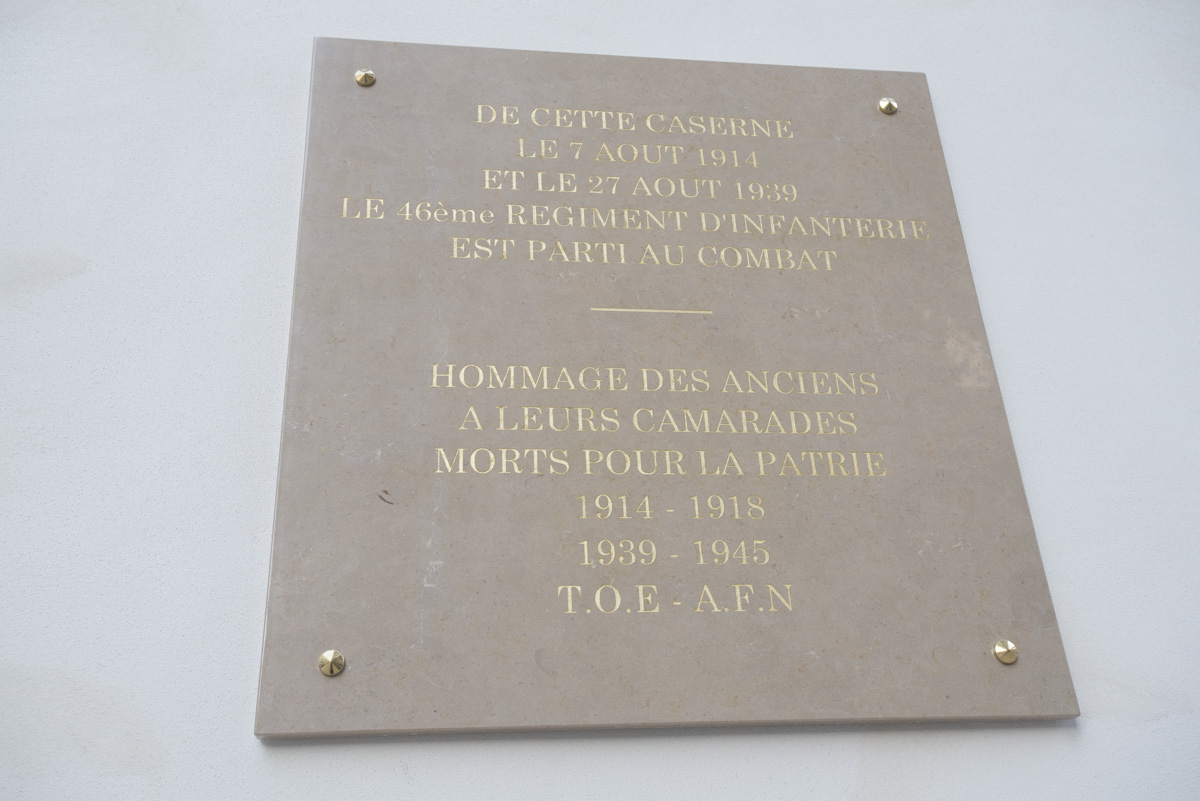 DE CETTE CASERNE
LE 7 AOUT 1914
ET LE 27 AOUT 1939
LE 46ème REGIMENT D'INFANTERIE
EST PARTI AU COMBAT
HOMMAGE DES ANCIENS
A LEURS CAMARADES
MORTS POUR LA PATRIE
1914 - 1918
1939 - 1945
T.O.E - A.F.N